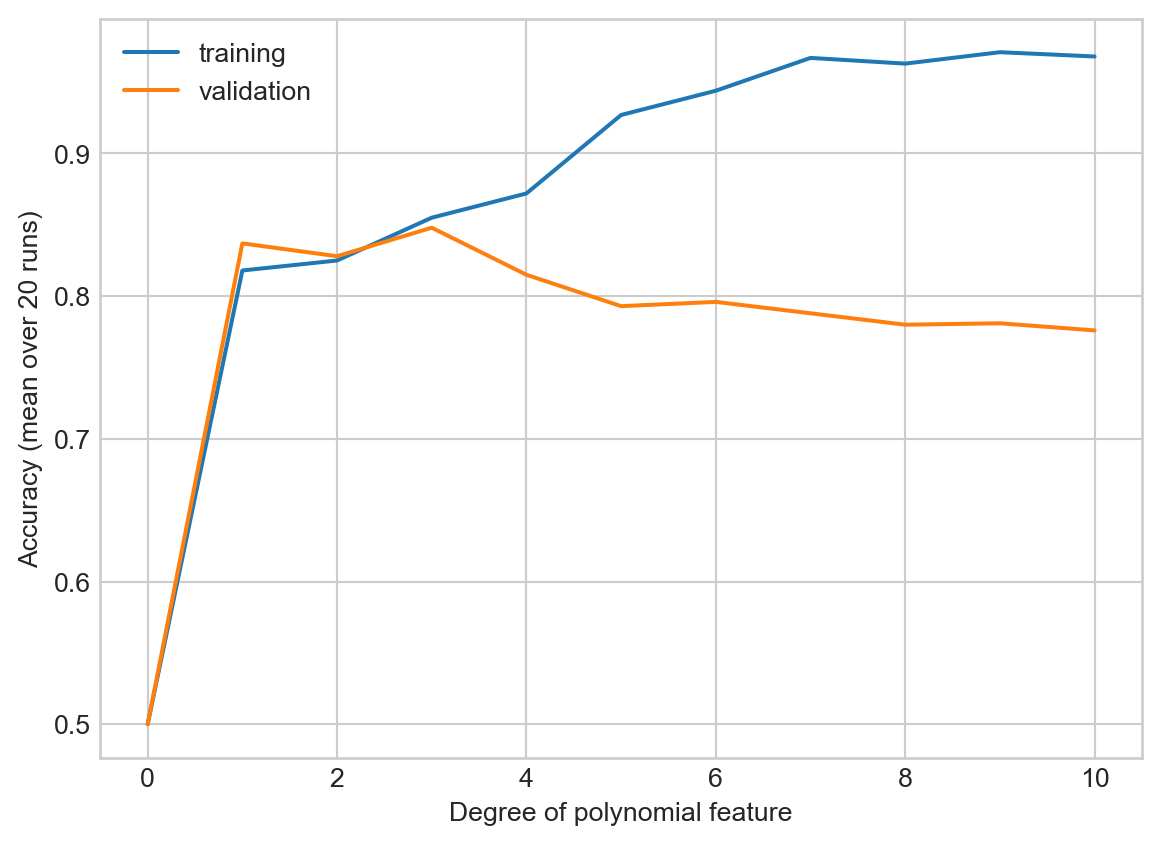 training
validation
0.9
0.8
0.7
0.6
0.5
Accuracy (mean over 20 runs)
0 2 4 6 8 10
Degree of polynomial feature